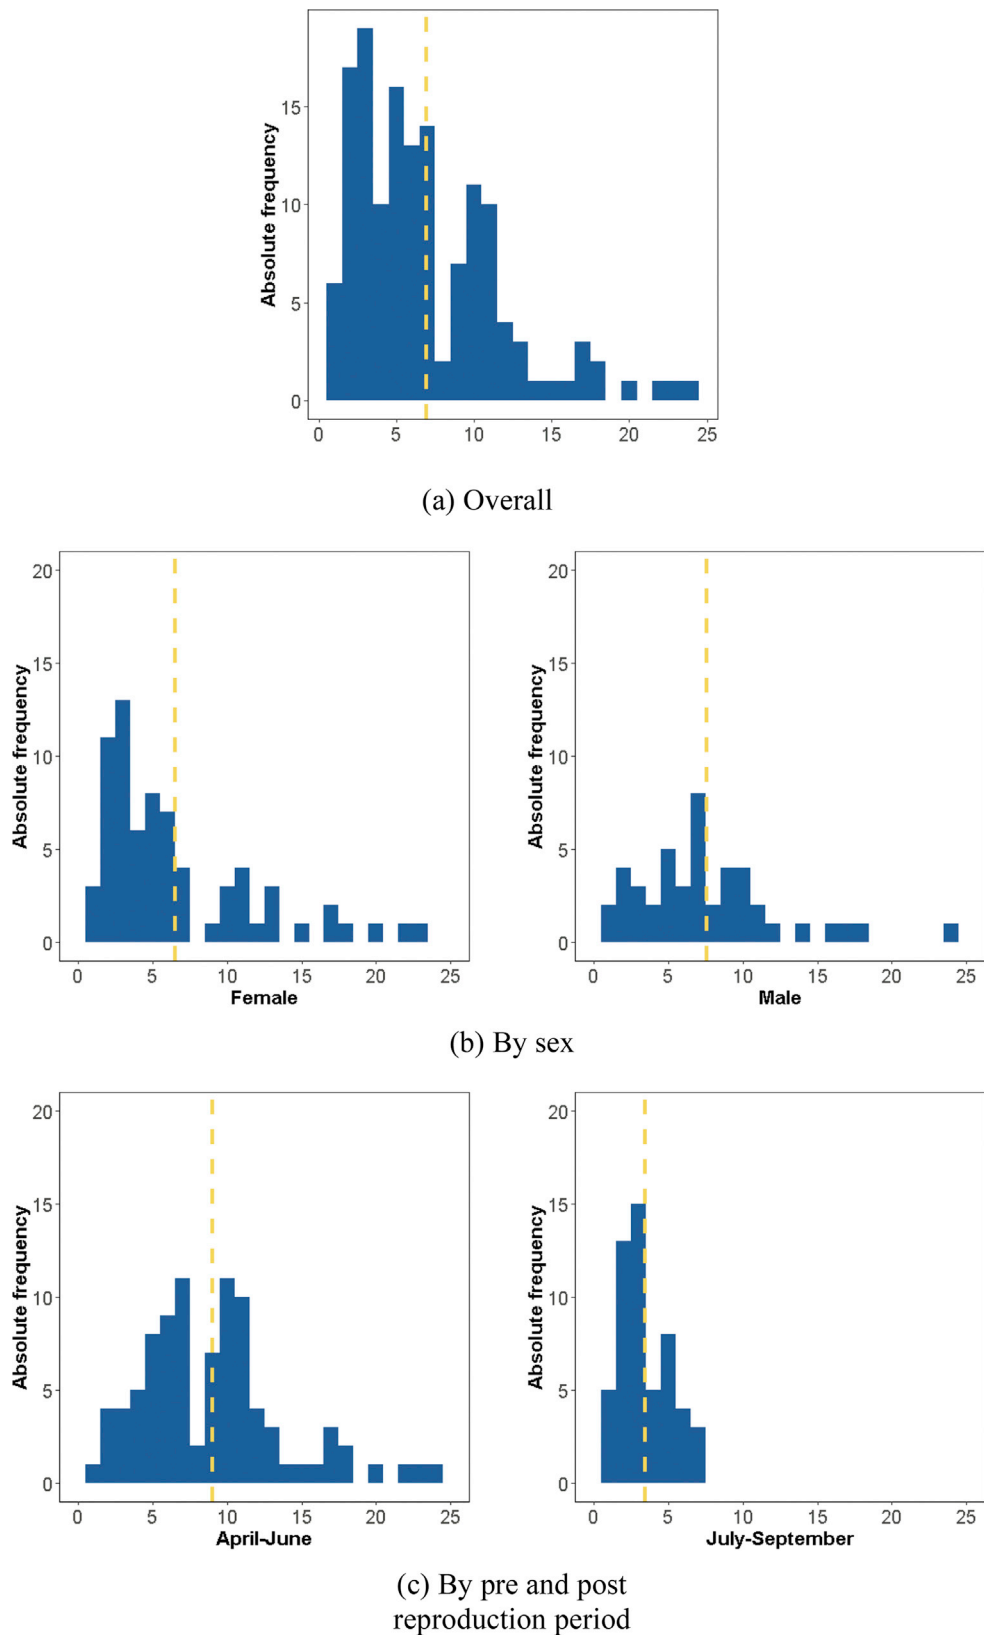 Absolute frequency
15
10
5
0
0 5 10 15 20 25
(a) Overall
Absolute frequency
20
15
10
5
0
0 5 10 15 20 25
Female
Absolute frequency
20
15
10
5
0
0 5 10 15 20 25
Male
(b) By sex
Absolute frequency
20
15
10
5
0
0 5 10 15 20 25
April-June
Absolute frequency
20
15
10
5
0
0 5 10 15 20 25
July-September
(c) By pre and post
reproduction period